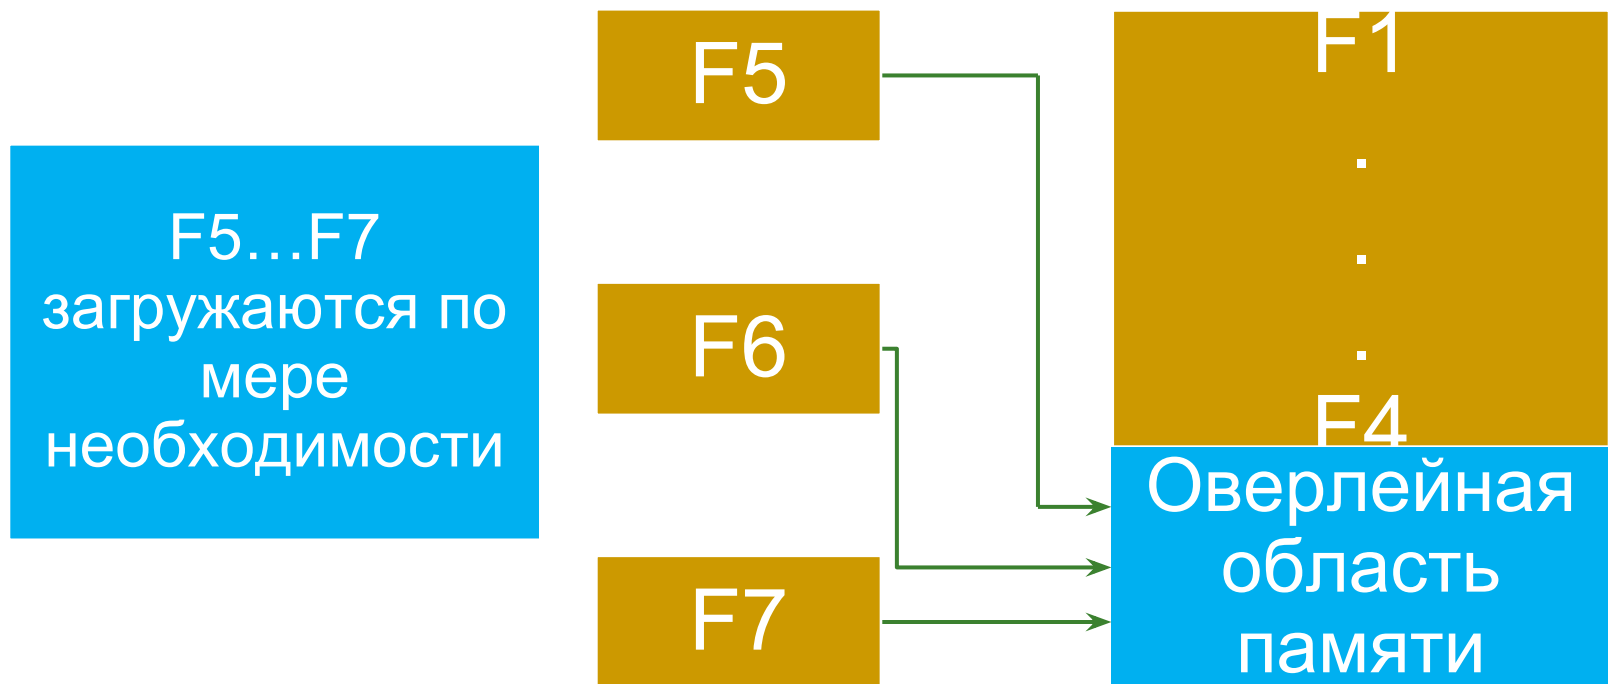 F5…F7
загружаются по
мере
необходимости
F5
F6
F7
F1
.
.
.
F4
Оверлейная
область
памяти